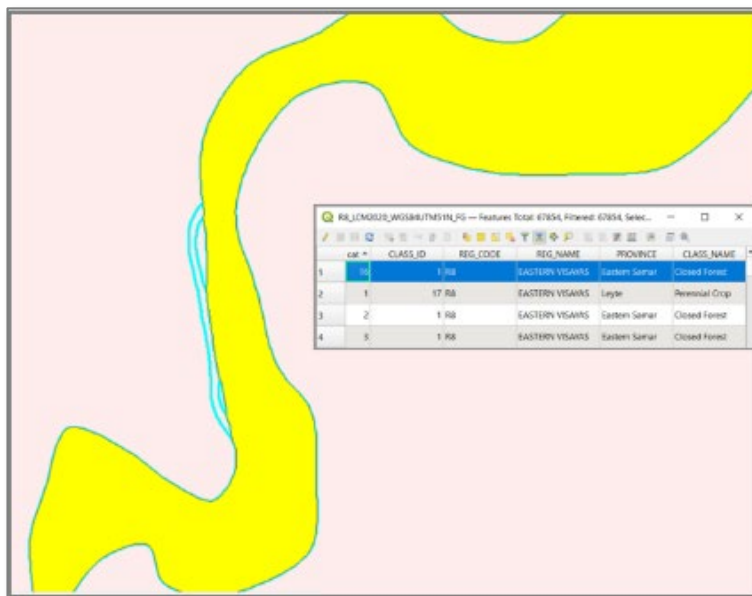 R8_LCM2020_WGS84UTM51N_FG — Features Total: 67854, Filtered: 67854, Selec...
cat CLASS_ID REG_CODE REG_NAME PROVINCE CLASS_NAME
1 16 1 R8 EASTERN VISAYAS Eastern Samar Closed Forest
2 1 17 R8 EASTERN VISAYAS Leyte Perennial Crop
3 2 1 R8 EASTERN VISAYAS Eastern Samar Closed Forest
4 3 1 R8 EASTERN VISAYAS Eastern Samar Closed Forest